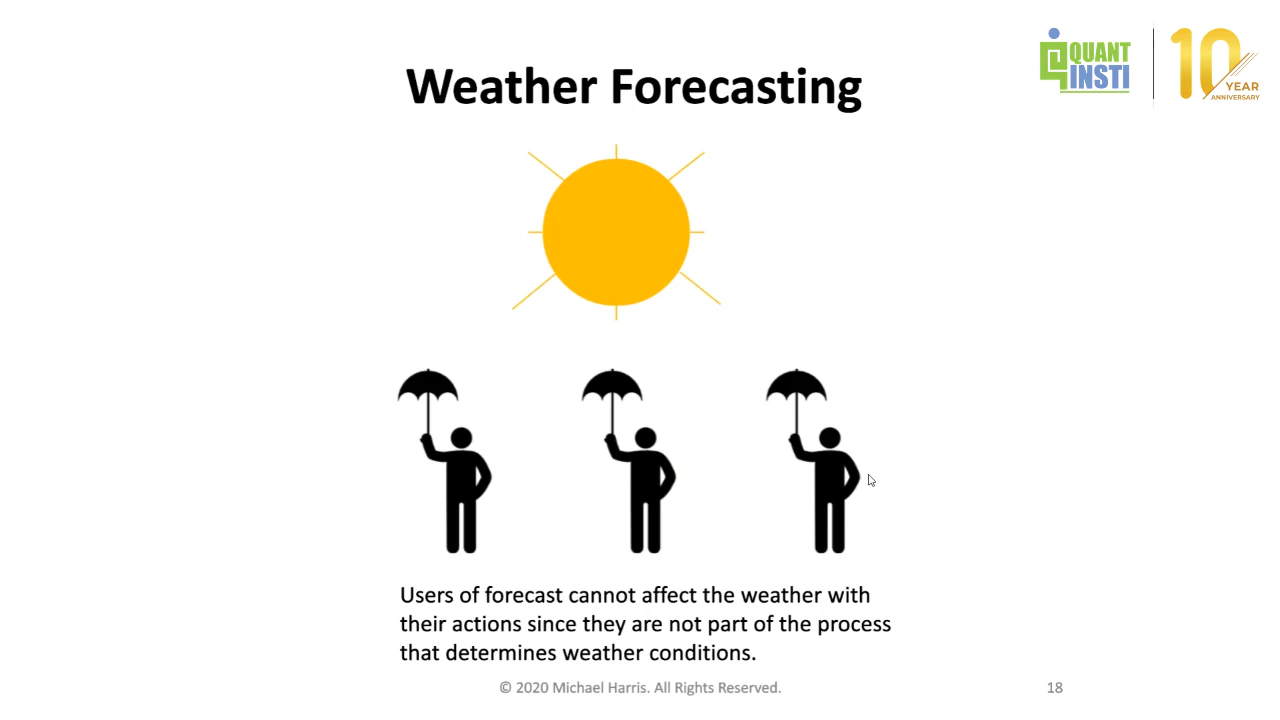 QUANT
INSTI
10
YEAR
ANNIVERSARY
Weather Forecasting
Users of forecast cannot affect the weather with
their actions since they are not part of the process
that determines weather conditions.
© 2020 Michael Harris. All Rights Reserved.
18